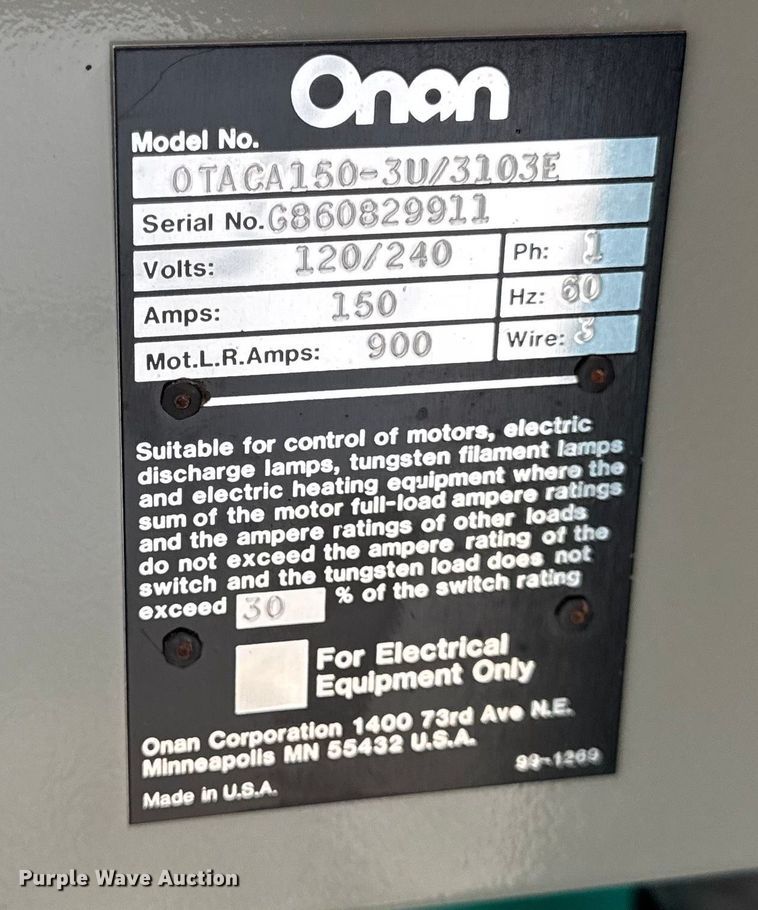 Onan
Model No.
OTACA150-3U/3103E
Serial No. G860829911
Volts: 120/240 Ph: 1
Amps: 150 Hz: 60
Mot.L.R.Amps: 900 Wire: 3
Suitable for control of motors, electric
discharge lamps, tungsten filament lamps
and electric heating equipment where the
sum of the motor full-load ampere ratings
and the ampere ratings of other loads
do not exceed the ampere rating of the
switch and the tungsten load does not
exceed 30 % of the switch rating
For Electrical
Equipment Only
Onan Corporation 1400 73rd Ave N.E.
Minneapolis MN 55432 U.S.A.
99-1269
Made in U.S.A.
Purple Wave Auction